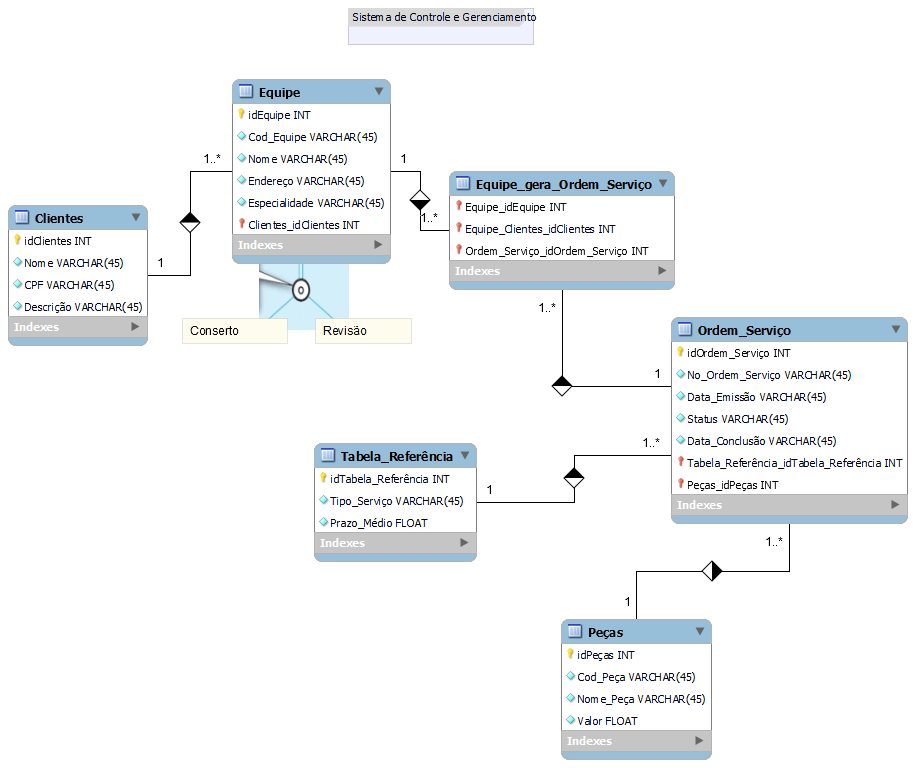 Sistema de Controle e Gerenciamento
Equipe
idEquipe INT
Cod_Equipe VARCHAR(45)
Nome VARCHAR(45)
Endereço VARCHAR(45)
Especialidade VARCHAR(45)
Clientes_idClientes INT
Indexes
1..*
1
1..*
Equipe_gera_Ordem_Serviço
Equipe_idEquipe INT
Equipe_Clientes_idClientes INT
Ordem_Serviço_idOrdem_Serviço INT
Indexes
Clientes
idClientes INT
Nome VARCHAR(45)
CPF VARCHAR(45)
Descrição VARCHAR(45)
Indexes
1
Conserto
Revisão
1..*
1
Ordem_Serviço
idOrdem_Serviço INT
No_Ordem_Serviço VARCHAR(45)
Data_Emissão VARCHAR(45)
Status VARCHAR(45)
Data_Conclusão VARCHAR(45)
Tabela_Referência_idTabela_Referência INT
Peças_idPeças INT
Indexes
1..*
Tabela_Referência
idTabela_Referência INT
Tipo_Serviço VARCHAR(45)
Prazo_Médio FLOAT
Indexes
1
1..*
1
Peças
idPeças INT
Cod_Peça VARCHAR(45)
Nome_Peça VARCHAR(45)
Valor FLOAT
Indexes